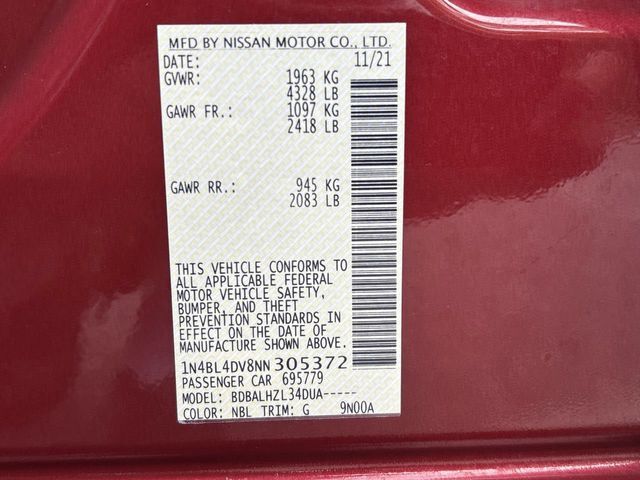 MFD BY NISSAN MOTOR CO., LTD.
DATE: 11/21
GVWR: 1963 KG
4328 LB
GAWR FR.: 1097 KG
2418 LB
GAWR RR.: 945 KG
2083 LB
THIS VEHICLE CONFORMS TO
ALL APPLICABLE FEDERAL
MOTOR VEHICLE SAFETY,
BUMPER, AND THEFT
PREVENTION STANDARDS IN
EFFECT ON THE DATE OF
MANUFACTURE SHOWN ABOVE.
1N4BL4DV8NN305372
PASSENGER CAR 695779
MODEL: BDBALHZL34DUA-----
COLOR: NBL TRIM: G 9N00A